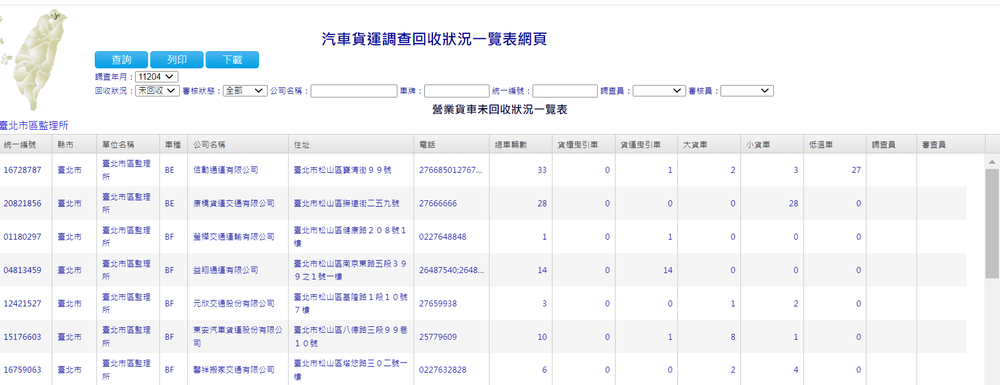 台北市
汽車貨運調查回收狀況一覽表網頁
查詢 列印 下載
調查年月：11204
回收狀況：未回收 審核狀態：全部 公司名稱： 車牌： 統一編號： 調查員： 審核員：
營業貨車未回收狀況一覽表
臺北市區監理所
統一編號 縣市 單位名稱 車種 公司名稱 住址 電話 總車輛數 貨櫃曳引車 貨運曳引車 大貨車 小貨車 低溫車 調查員 審查員
16728787 臺北市 臺北市區監理所 BE 信勳通運有限公司 臺北市松山區寶清街９９號 276685012767... 33 0 1 2 3 27
20821856 臺北市 臺北市區監理所 BE 康橋貨運交通有限公司 臺北市松山區撫遠街二五九號 27666666 28 0 0 0 28 0
01180297 臺北市 臺北市區監理所 BF 瑩樺交通運輸有限公司 臺北市松山區健康路２０８號１樓 0227648848 1 0 1 0 0 0
04813459 臺北市 臺北市區監理所 BF 益翔通運有限公司 臺北市松山區南京東路五段３９９之１號一樓 26487540;2648... 14 0 14 0 0 0
12421527 臺北市 臺北市區監理所 BF 元欣交通股份有限公司 臺北市松山區基隆路１段１０號７樓 27659938 3 0 0 1 2 0
15176603 臺北市 臺北市區監理所 BF 東安汽車貨運股份有限公司 臺北市松山區八德路三段９９巷１０號 25779609 10 0 1 8 1 0
16759063 臺北市 臺北市區監理所 BF 馨祥搬家交通有限公司 臺北市松山區塔悠路三０二號一樓 0227632828 6 0 0 2 4 0